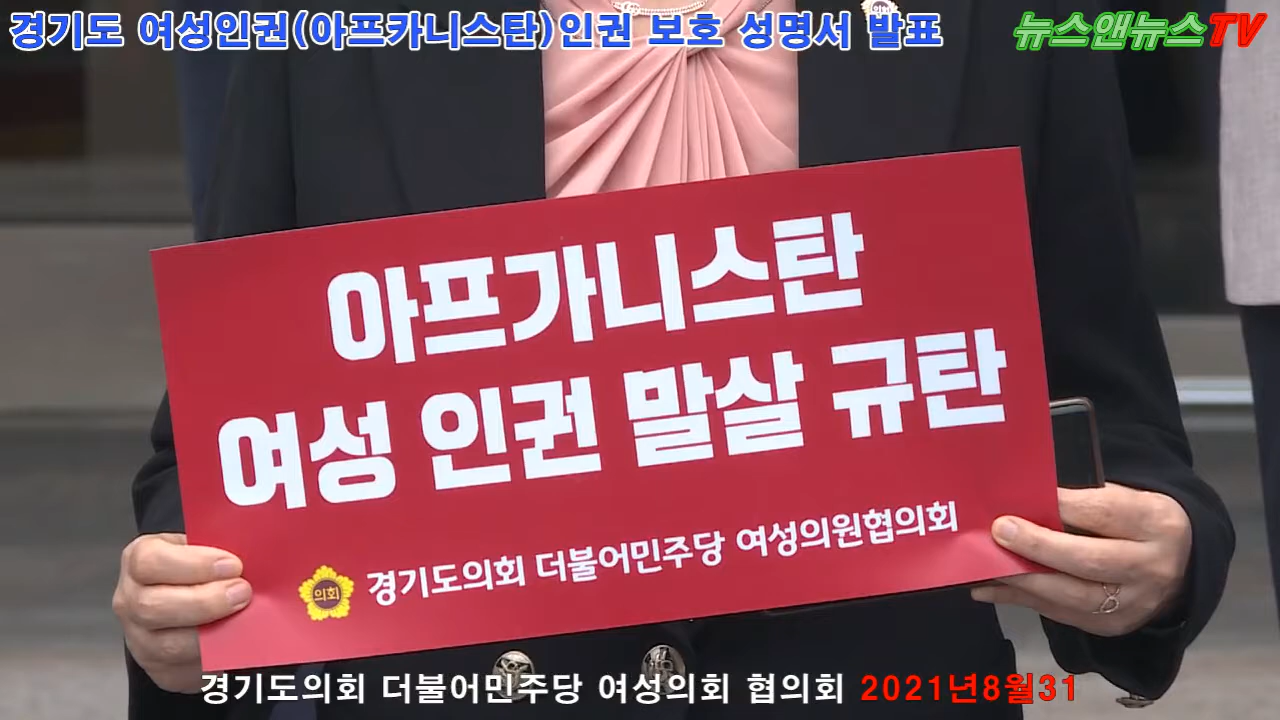 경기도 여성인권(아프카니스탄)인권 보호 성명서 발표
뉴스앤뉴스TV
아프가니스탄
여성 인권 말살 규탄
의회 경기도의회 더불어민주당 여성의원협의회
경기도의회 더불어민주당 여성의회 협의회 2021년8월31